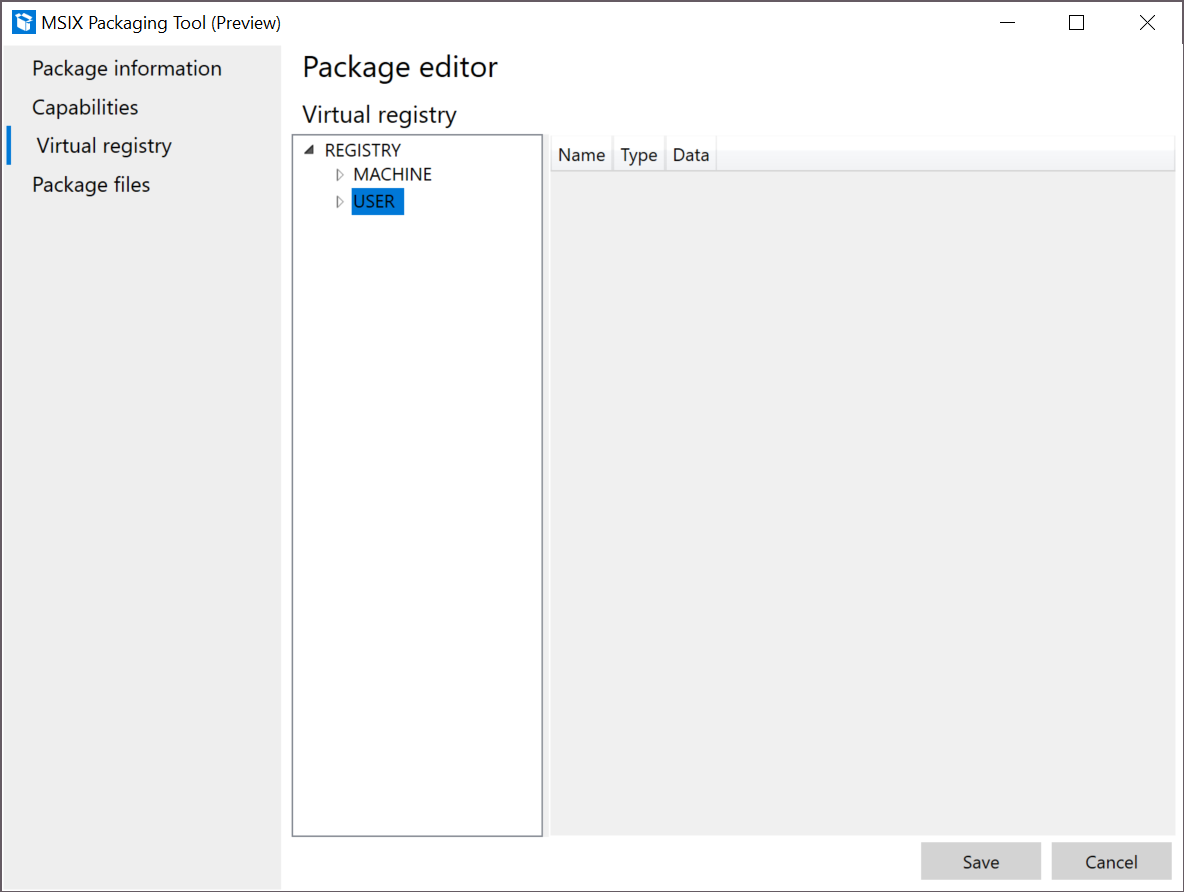 MSIX Packaging Tool (Preview)
Package information
Capabilities
Virtual registry
Package files
Package editor
Virtual registry
REGISTRY
MACHINE
USER
Name Type Data
Save Cancel